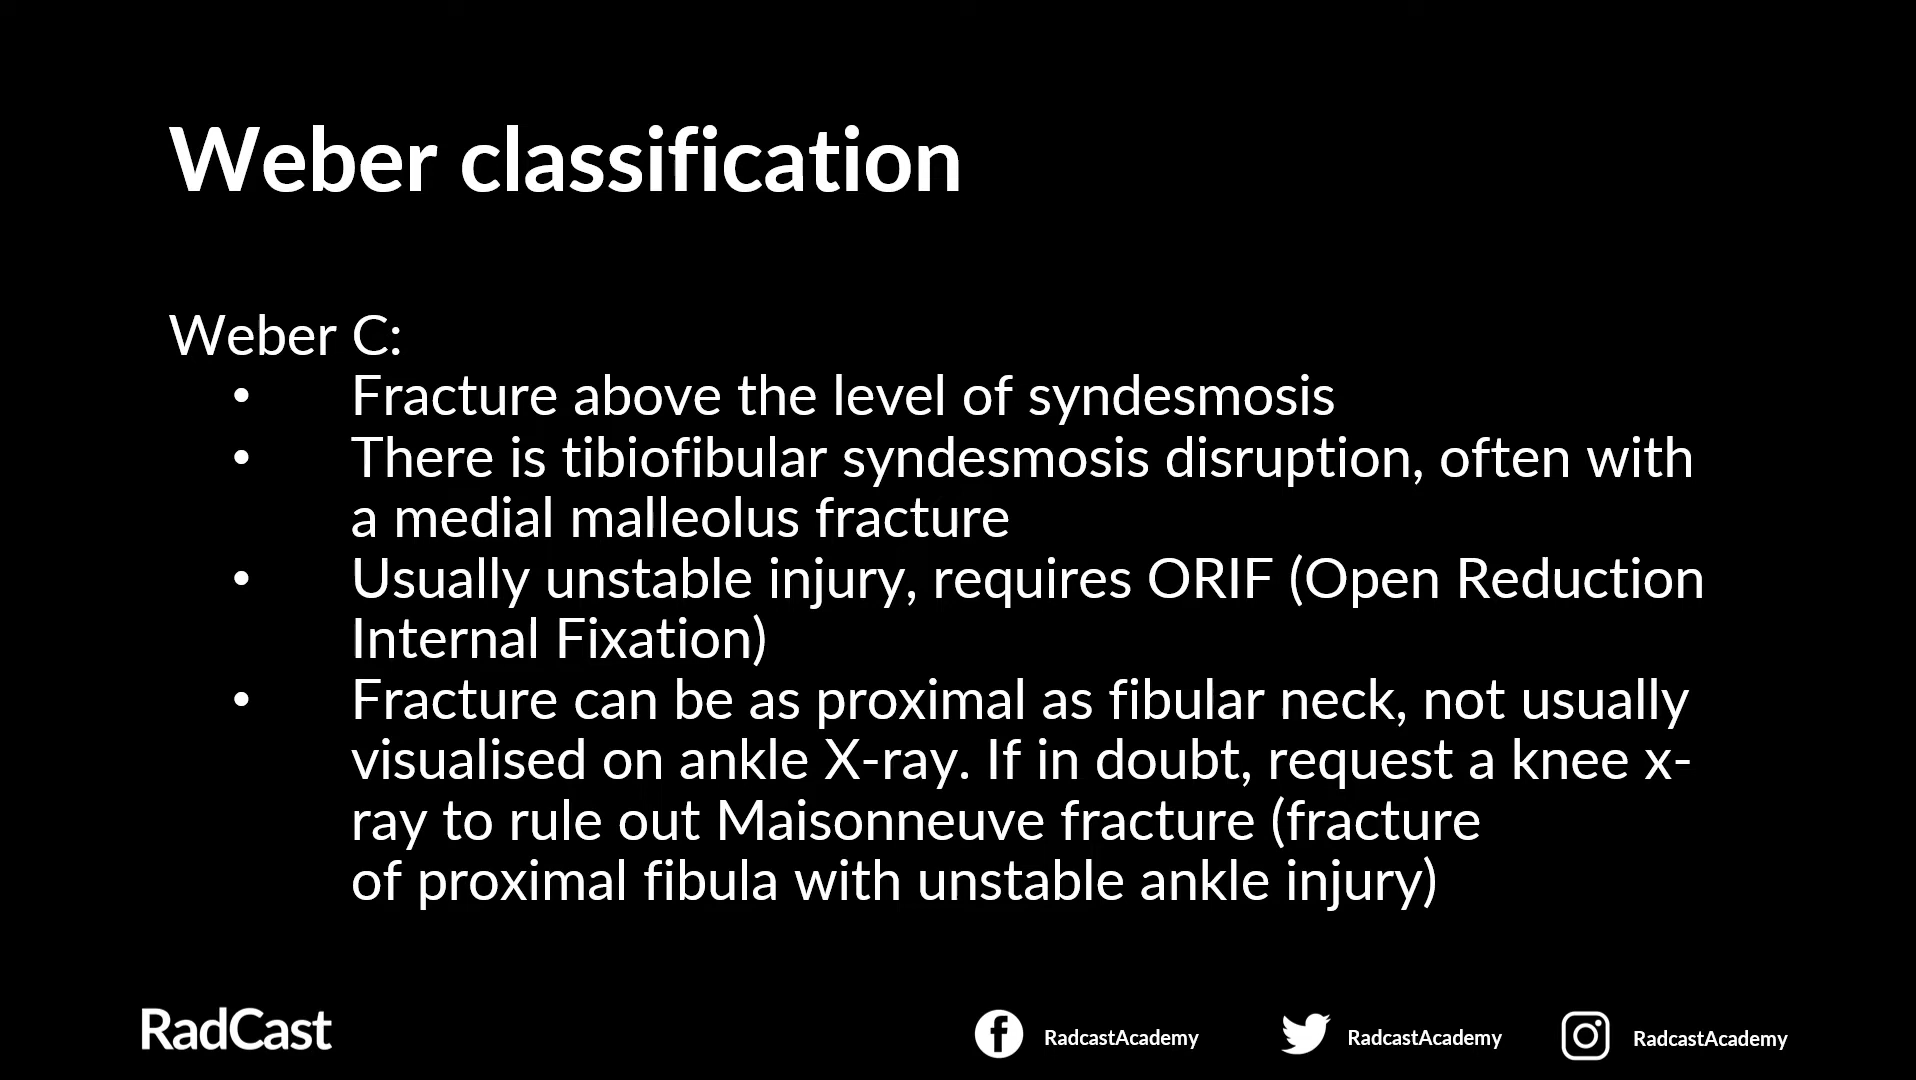 Weber classification
Weber C:
• Fracture above the level of syndesmosis
• There is tibiofibular syndesmosis disruption, often with
a medial malleolus fracture
• Usually unstable injury, requires ORIF (Open Reduction
Internal Fixation)
• Fracture can be as proximal as fibular neck, not usually
visualised on ankle X-ray. If in doubt, request a knee x-
ray to rule out Maisonneuve fracture (fracture
of proximal fibula with unstable ankle injury)
RadCast
RadcastAcademy
RadcastAcademy
RadcastAcademy